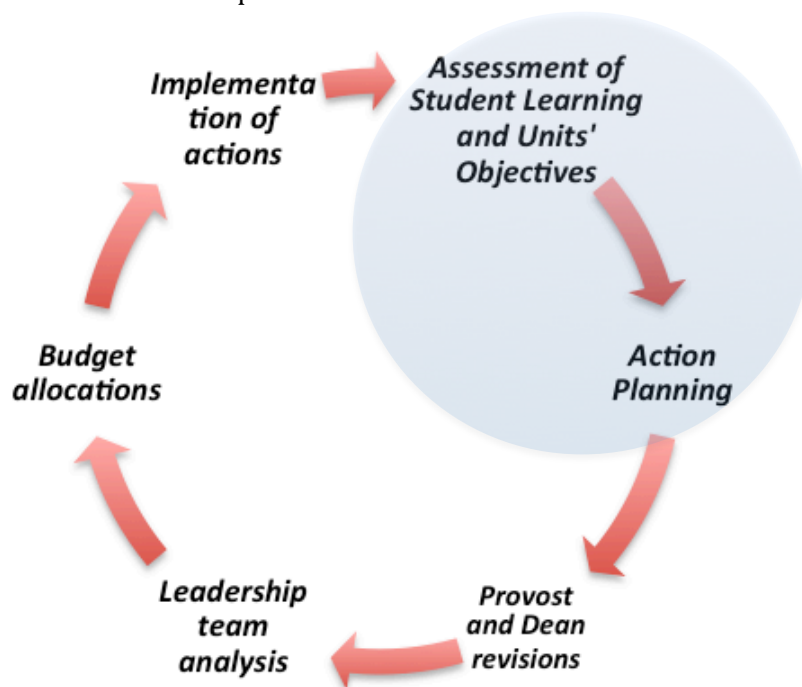 Implementa
tion of
actions
Assessment of
Student Learning
and Units'
Objectives
Action
Planning
Provost
and Dean
revisions
Leadership
team
analysis
Budget
allocations